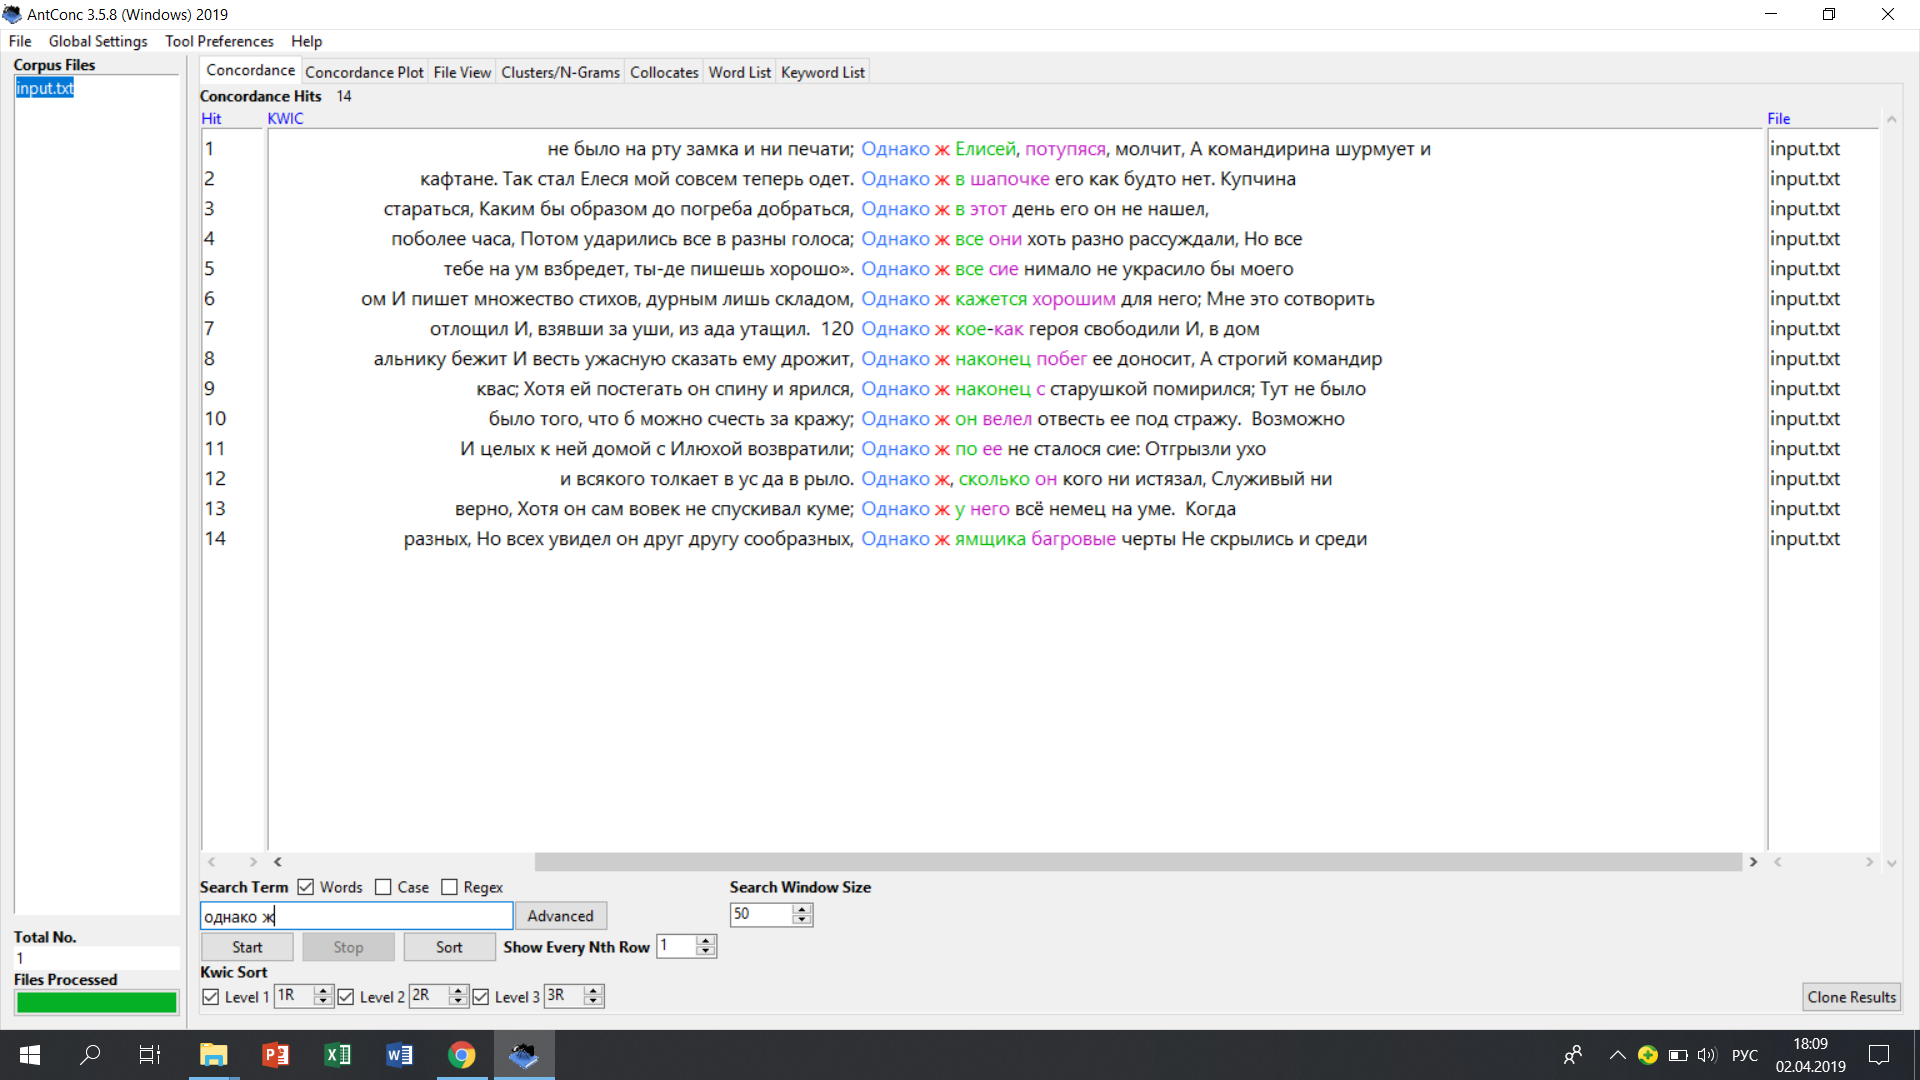 AntConc 3.5.8 (Windows) 2019
File Global Settings Tool Preferences Help
Corpus Files
input.txt
Concordance Concordance Plot File View Clusters/N-Grams Collocates Word List Keyword List
Concordance Hits 14
Hit KWIC File
1 не было на рту замка и ни печати; Однако ж Елисей, потупяся, молчит, А командирина шурмует и input.txt
2 кафтане. Так стал Елеся мой совсем теперь одет. Однако ж в шапочке его как будто нет. Купчина input.txt
3 стараться, Каким бы образом до погреба добраться, Однако ж в этот день его он не нашел, input.txt
4 поболее часа, Потом ударились все в разны голоса; Однако ж все они хоть разно рассуждали, Но все input.txt
5 тебе на ум взбредет, ты-де пишешь хорошо». Однако ж все сие нимало не украсило бы моего input.txt
6 ом И пишет множество стихов, дурным лишь складом, Однако ж кажется хорошим для него; Мне это сотворить input.txt
7 отлощил И, взявши за уши, из ада утащил. 120 Однако ж кое-как героя свободили И, в дом input.txt
8 альнику бежит И весть ужасную сказать ему дрожит, Однако ж наконец побег ее доносит, А строгий командир input.txt
9 квас; Хотя ей постегать он спину и ярился, Однако ж наконец с старушкой помирился; Тут не было input.txt
10 было того, что б можно счесть за кражу; Однако ж он велел отвесть ее под стражу. Возможно input.txt
11 И целых к ней домой с Илюхой возвратили; Однако ж по ее не сталося сие: Отгрызли ухо input.txt
12 и всякого толкает в ус да в рыло. Однако ж, сколько он кого ни истязал, Служивый ни input.txt
13 верно, Хотя он сам вовек не спускивал куме; Однако ж у него всё немец на уме. Когда input.txt
14 разных, Но всех увидел он друг другу сообразных, Однако ж ямщика багровые черты Не скрылись и среди input.txt
Search Term Words Case Regex Search Window Size
однако ж Advanced 50
Start Stop Sort Show Every Nth Row 1
Kwic Sort
Level 1 1R Level 2 2R Level 3 3R Clone Results
Total No.
1
Files Processed
РУС 18:09
02.04.2019